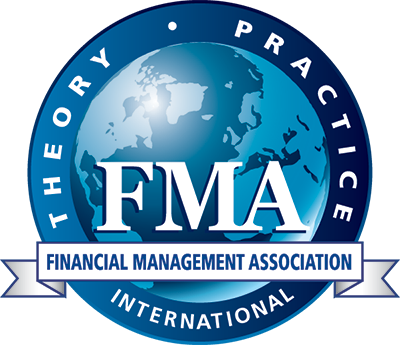 THEORY • PRACTICE
FMA
FINANCIAL MANAGEMENT ASSOCIATION
INTERNATIONAL